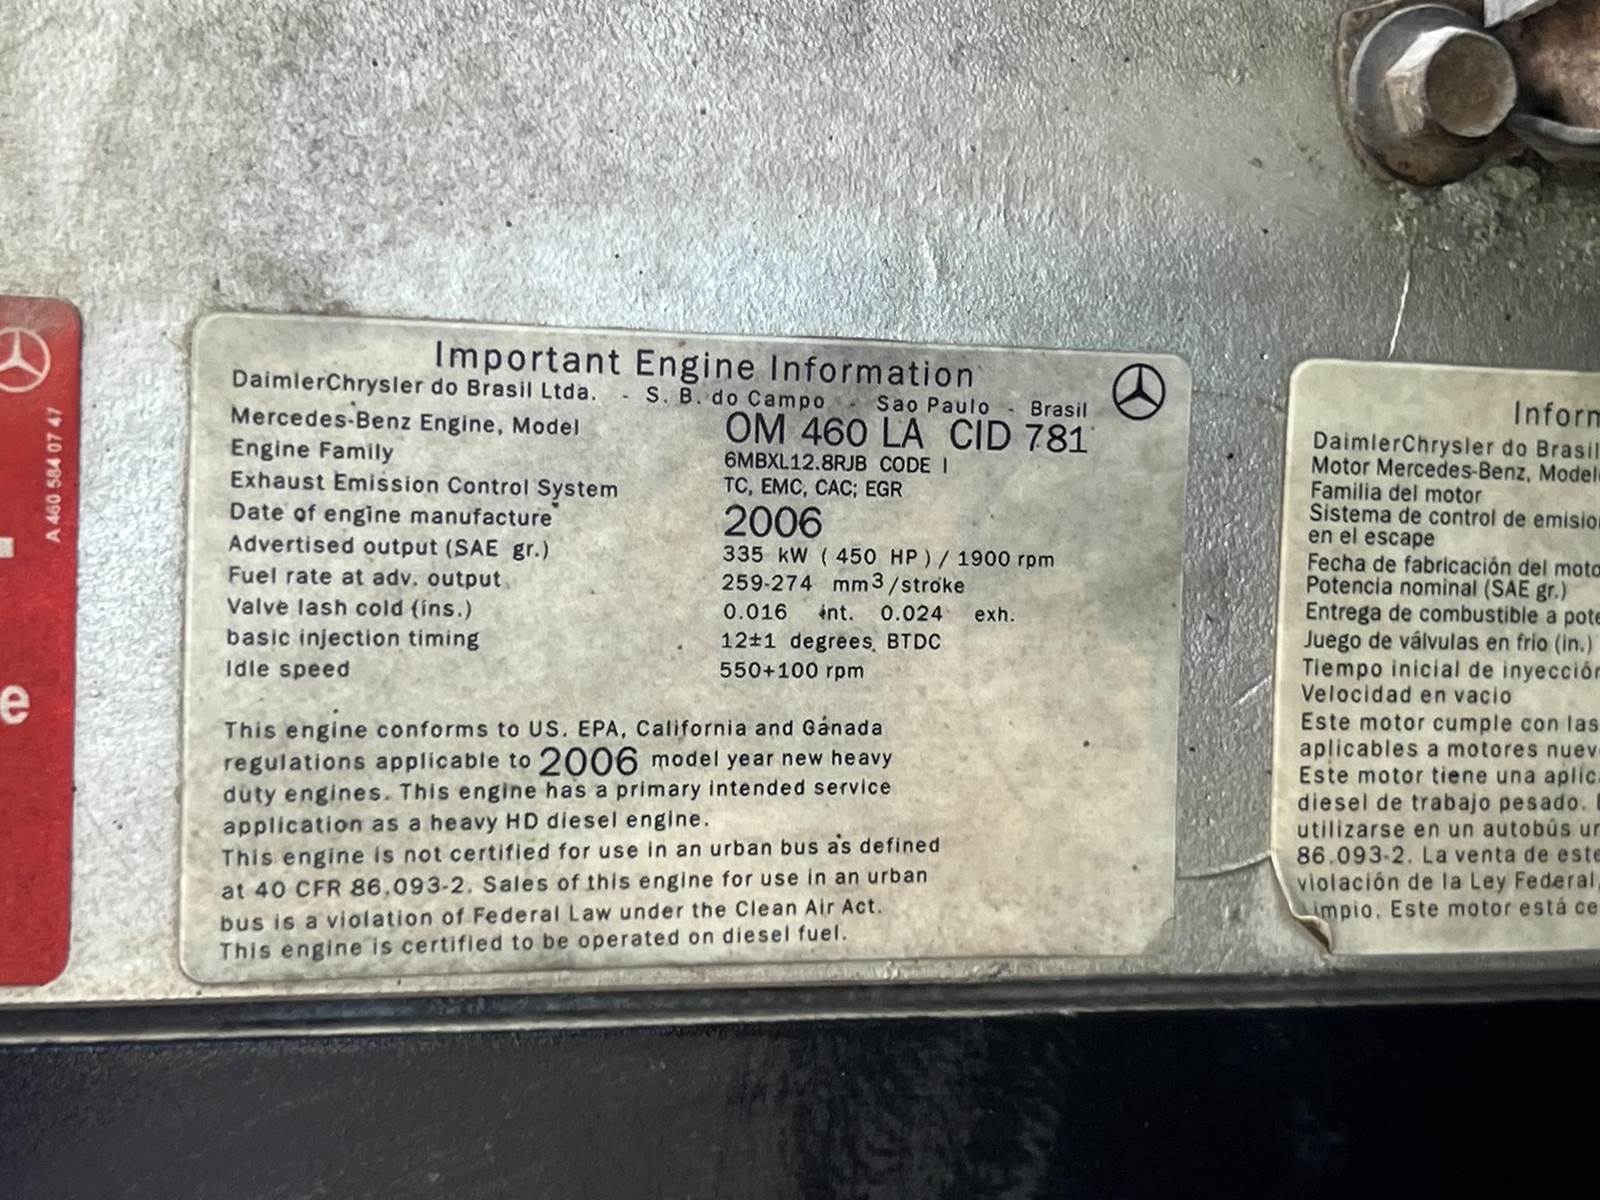 A 460 584 07 47
e
Important Engine Information
DaimlerChrysler do Brasil Ltda. - S. B. do Campo - Sao Paulo - Brasil
Mercedes-Benz Engine, Model OM 460 LA CID 781
Engine Family 6MBXL12.8RJB CODE I
Exhaust Emission Control System TC, EMC, CAC; EGR
Date of engine manufacture 2006
Advertised output (SAE gr.) 335 kW ( 450 HP ) / 1900 rpm
Fuel rate at adv. output 259-274 mm3/stroke
Valve lash cold (ins.) 0.016 int. 0.024 exh.
basic injection timing 12±1 degrees BTDC
Idle speed 550+100 rpm
This engine conforms to US. EPA, California and Canada
regulations applicable to 2006 model year new heavy
duty engines. This engine has a primary intended service
application as a heavy HD diesel engine.
This engine is not certified for use in an urban bus as defined
at 40 CFR 86.093-2. Sales of this engine for use in an urban
bus is a violation of Federal Law under the Clean Air Act.
This engine is certified to be operated on diesel fuel.
Inform
DaimlerChrysler do Brasil
Motor Mercedes-Benz, Modelo
Familia del motor
Sistema de control de emision
en el escape
Fecha de fabricación del moto
Potencia nominal (SAE gr.)
Entrega de combustible a pote
Juego de válvulas en frio (in.)
Tiempo inicial de inyección
Velocidad en vacio
Este motor cumple con las
aplicables a motores nuev
Este motor tiene una aplic
diesel de trabajo pesado.
utilizarse en un autobús ur
86.093-2. La venta de este
violación de la Ley Federal,
Limpio. Este motor está ce